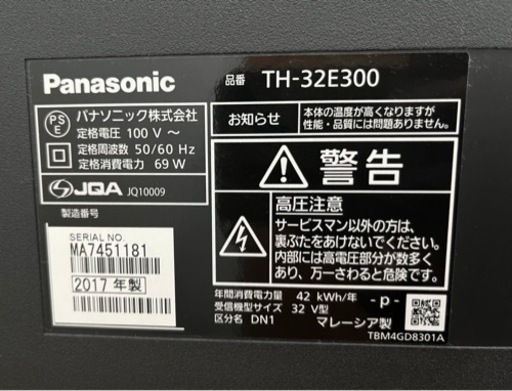 Panasonic
品番 TH-32E300
PSE
パナソニック株式会社
定格電圧 100 V ～
定格周波数 50/60 Hz
定格消費電力 69 W
JQA JQ10009
製造番号
SERIAL NO.
MA7451181
2017 年製
お知らせ
本体の温度が高くなりますが
性能・品質には問題ありません。
警告
高圧注意
サービスマン以外の方は、
裏ぶたをあけないでください。
内部には高電圧部分が数多く
あり、万一さわると危険です。
年間消費電力量 42 kWh/年
受信機型サイズ 32 V型
区分名 DN1
-p-
マレーシア製
TBM4GD8301A